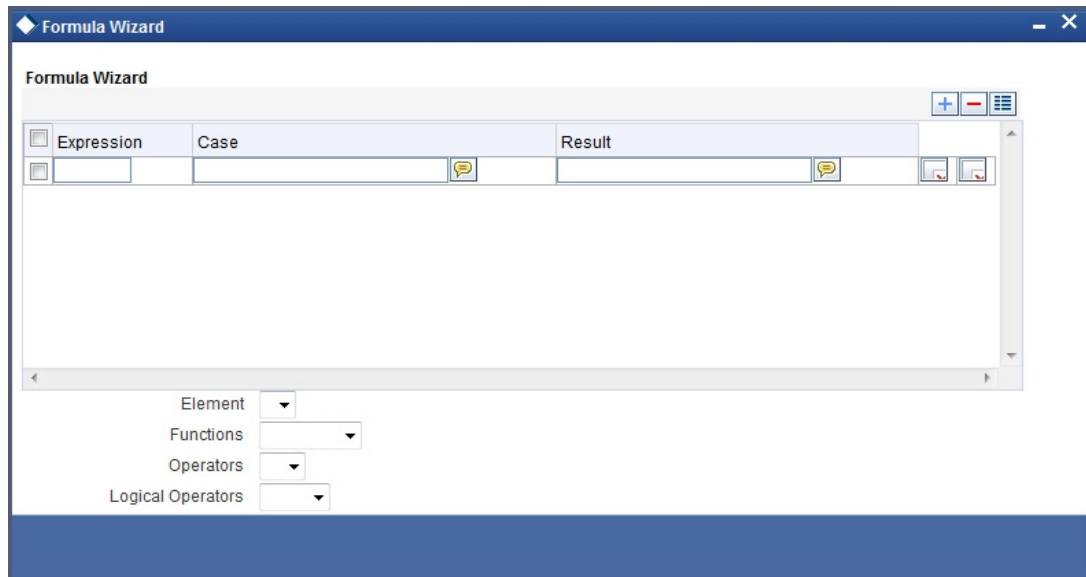 Formula Wizard
Formula Wizard
Expression Case Result
Element
Functions
Operators
Logical Operators